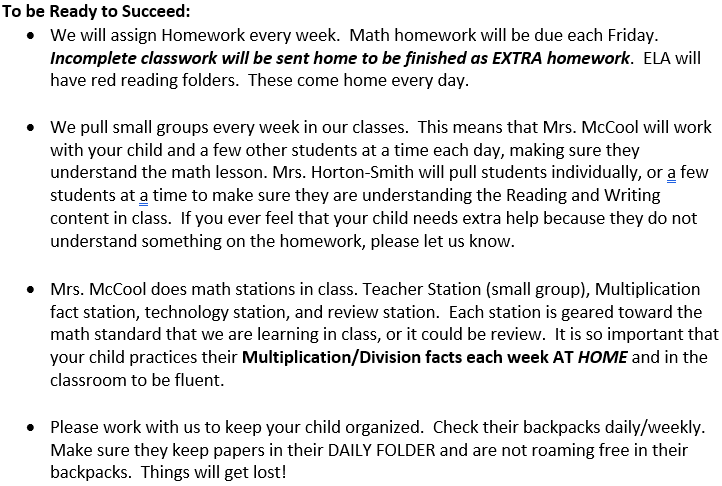 To be Ready to Succeed:
• We will assign Homework every week.  Math homework will be due each Friday.
Incomplete classwork will be sent home to be finished as EXTRA homework.  ELA will
have red reading folders.  These come home every day.
• We pull small groups every week in our classes.  This means that Mrs. McCool will work
with your child and a few other students at a time each day, making sure they
understand the math lesson. Mrs. Horton-Smith will pull students individually, or a few
students at a time to make sure they are understanding the Reading and Writing
content in class.  If you ever feel that your child needs extra help because they do not
understand something on the homework, please let us know.
• Mrs. McCool does math stations in class. Teacher Station (small group), Multiplication
fact station, technology station, and review station.  Each station is geared toward the
math standard that we are learning in class, or it could be review.  It is so important that
your child practices their Multiplication/Division facts each week AT HOME and in the
classroom to be fluent.
• Please work with us to keep your child organized.  Check their backpacks daily/weekly.
Make sure they keep papers in their DAILY FOLDER and are not roaming free in their
backpacks.  Things will get lost!